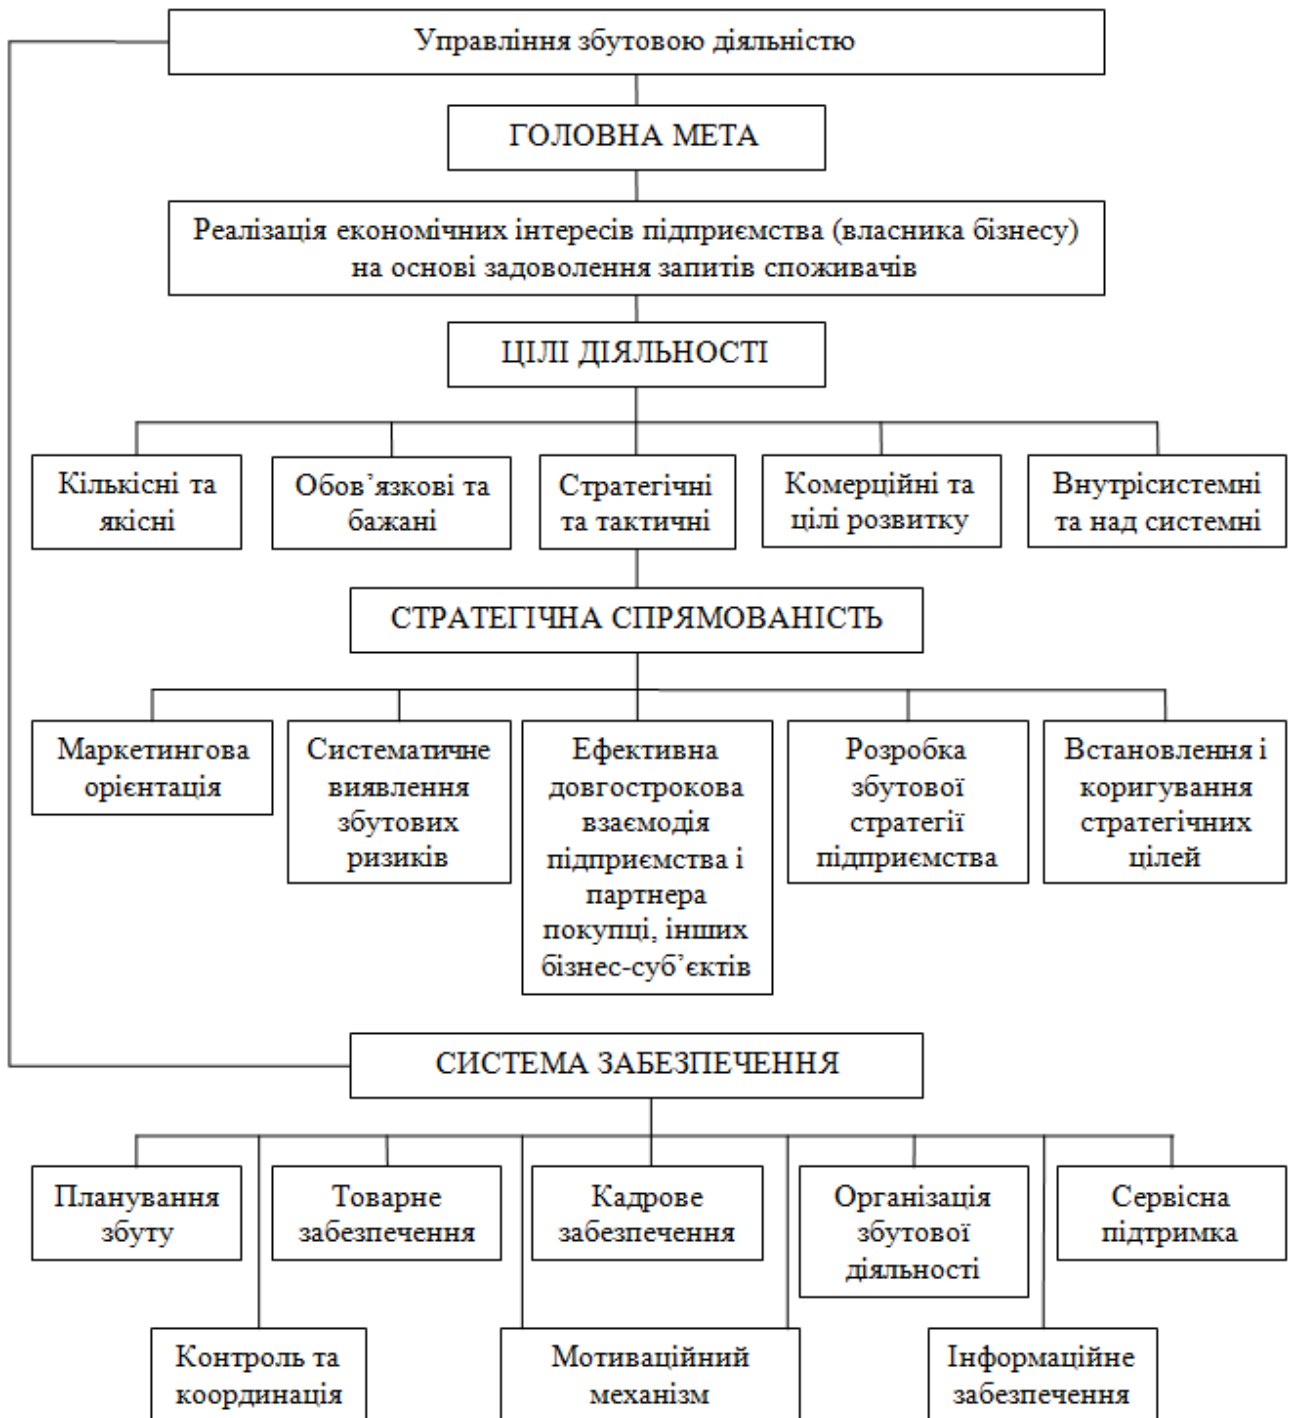 Управління збутовою діяльністю
ГОЛОВНА МЕТА
Реалізація економічних інтересів підприємства (власника бізнесу)
на основі задоволення запитів споживачів
ЦІЛІ ДІЯЛЬНОСТІ
Кількісні та
якісні
Обов’язкові та
бажані
Стратегічні
та тактичні
Комерційні та
цілі розвитку
Внутрісистемні
та над системні
СТРАТЕГІЧНА СПРЯМОВАНІСТЬ
Маркетингова
орієнтація
Систематичне
виявлення
збутових
ризиків
Ефективна
довгострокова
взаємодія
підприємства і
партнера
покупці, інших
бізнес-суб’єктів
Розробка
збутової
стратегії
підприємства
Встановлення і
коригування
стратегічних
цілей
СИСТЕМА ЗАБЕЗПЕЧЕННЯ
Планування
збуту
Товарне
забезпечення
Кадрове
забезпечення
Організація
збутової
діяльності
Сервісна
підтримка
Контроль та
координація
Мотиваційний
механізм
Інформаційне
забезпечення